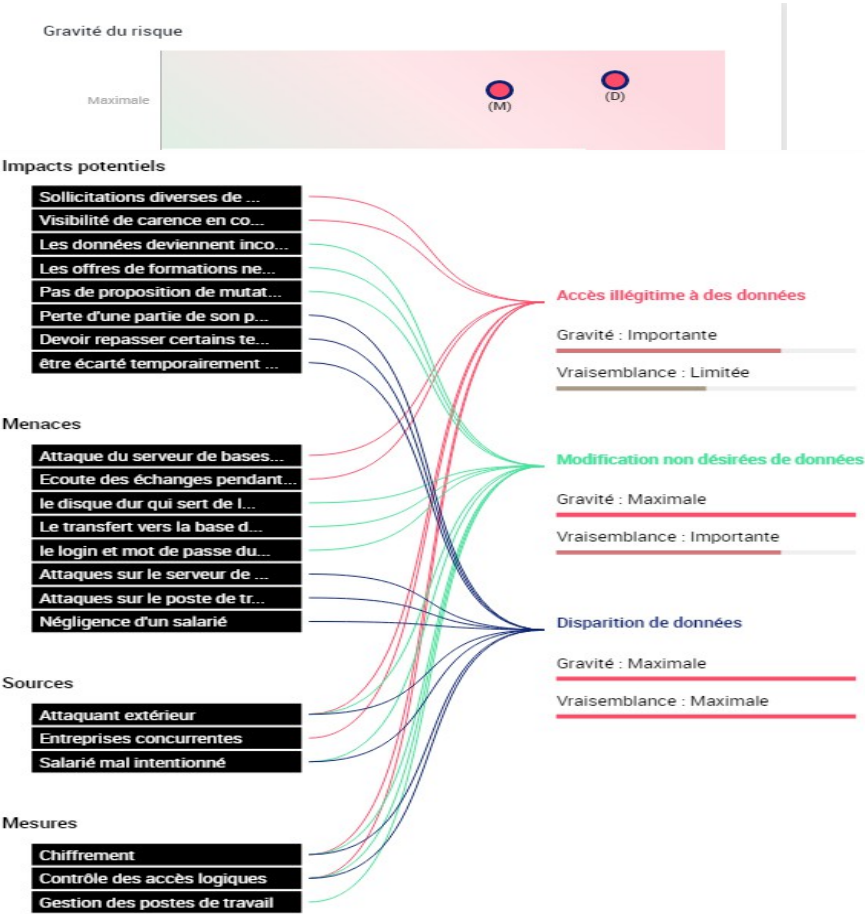 Gravité du risque
Maximale
(M)
(D)
Impacts potentiels
Sollicitations diverses de ...
Visibilité de carence en co...
Les données deviennent inco...
Les offres de formations ne...
Pas de proposition de mutat...
Perte d'une partie de son p...
Devoir repasser certains te...
être écarté temporairement ...
Menaces
Attaque du serveur de bases...
Ecoute des échanges pendant...
le disque dur qui sert de l...
Le transfert vers la base d...
le login et mot de passe du...
Attaques sur le serveur de ...
Attaques sur le poste de tr...
Négligence d'un salarié
Sources
Attaquant extérieur
Entreprises concurrentes
Salarié mal intentionné
Mesures
Chiffrement
Contrôle des accès logiques
Gestion des postes de travail
Accès illégitime à des données
Gravité : Importante
Vraisemblance : Limitée
Modification non désirées de données
Gravité : Maximale
Vraisemblance : Importante
Disparition de données
Gravité : Maximale
Vraisemblance : Maximale